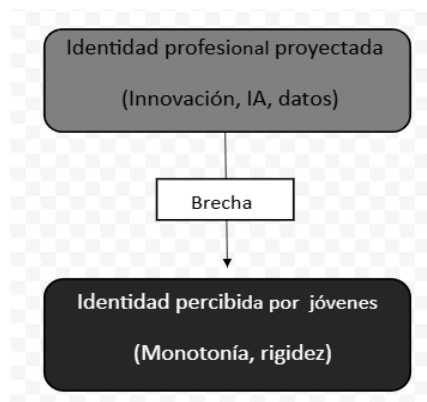 Identidad profesional proyectada
(Innovación, IA, datos)
Brecha
Identidad percibida por jóvenes
(Monotonía, rigidez)